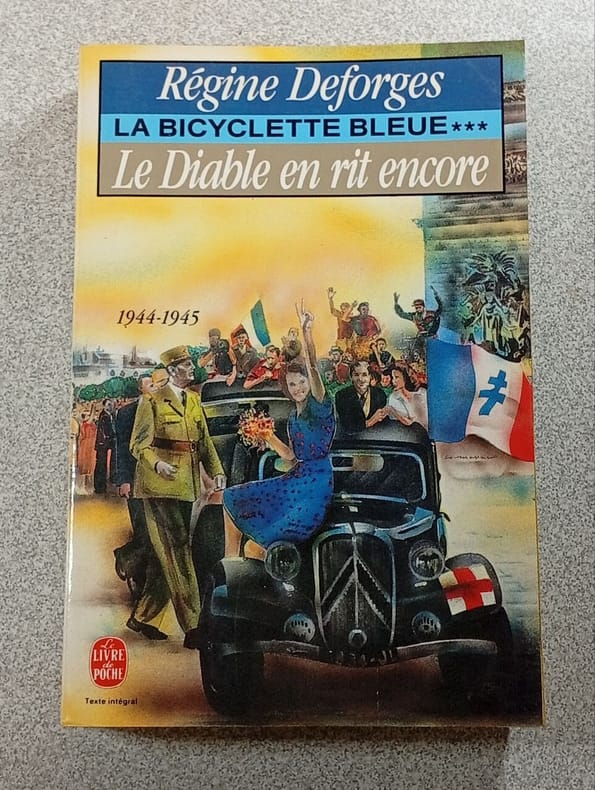 Régine Deforges
LA BICYCLETTE BLEUE***
Le Diable en rit encore
1944-1945
Le
LIVRE
de
POCHE
Texte intégral